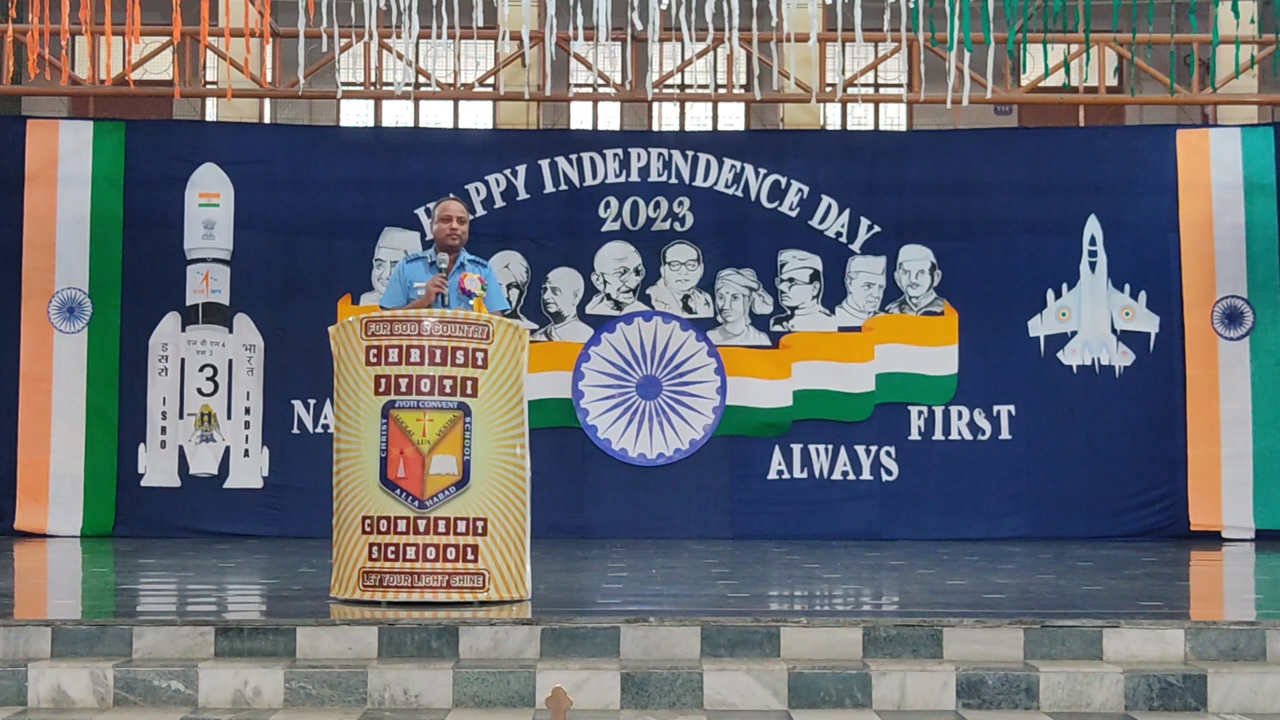 HAPPY INDEPENDENCE DAY
2023
ISRO
3
INDIA
इसरो
भारत
NA
ALWAYS
FIRST
FOR GOD & COUNTRY
CHRIST
JYOTI
JYOTI CONVENT
CHRIST
SCHOOL
LUX
ALLAHABAD
CONVENT
SCHOOL
LET YOUR LIGHT SHINE